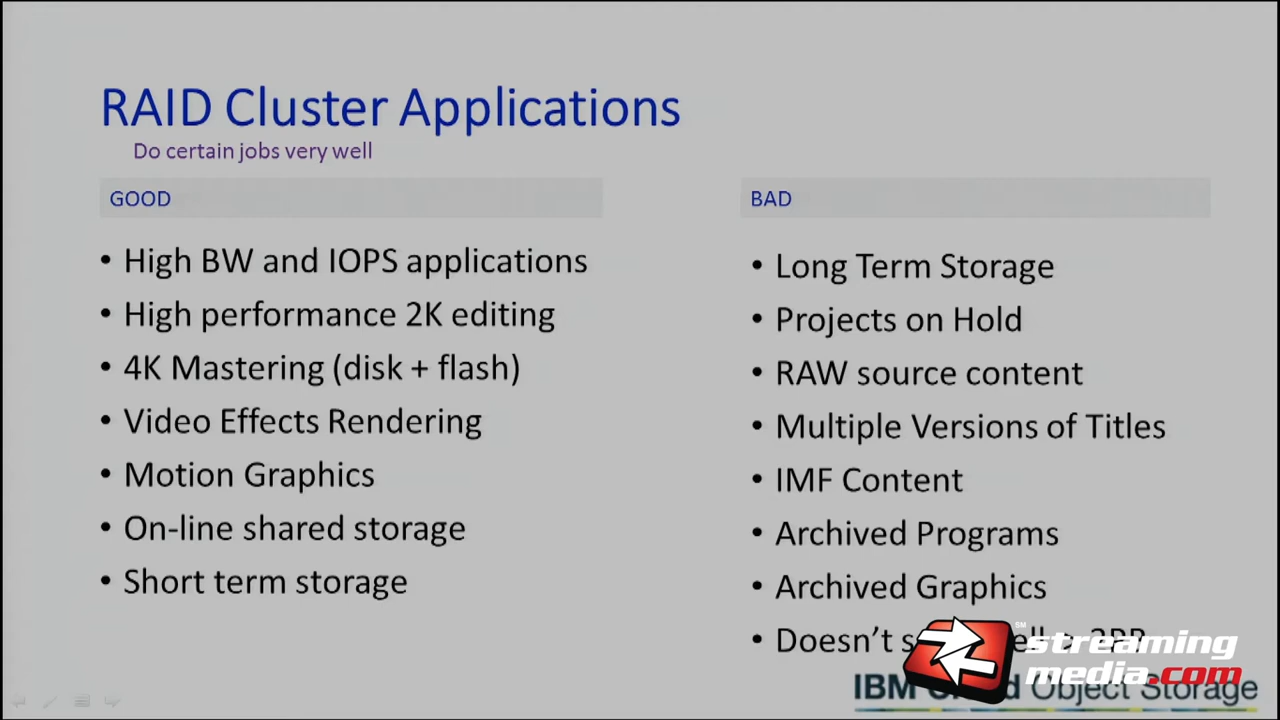 RAID Cluster Applications
Do certain jobs very well
GOOD
• High BW and IOPS applications
• High performance 2K editing
• 4K Mastering (disk + flash)
• Video Effects Rendering
• Motion Graphics
• On-line shared storage
• Short term storage
BAD
• Long Term Storage
• Projects on Hold
• RAW source content
• Multiple Versions of Titles
• IMF Content
• Archived Programs
• Archived Graphics
• Doesn't
streaming
media.com
IBM Object Storage